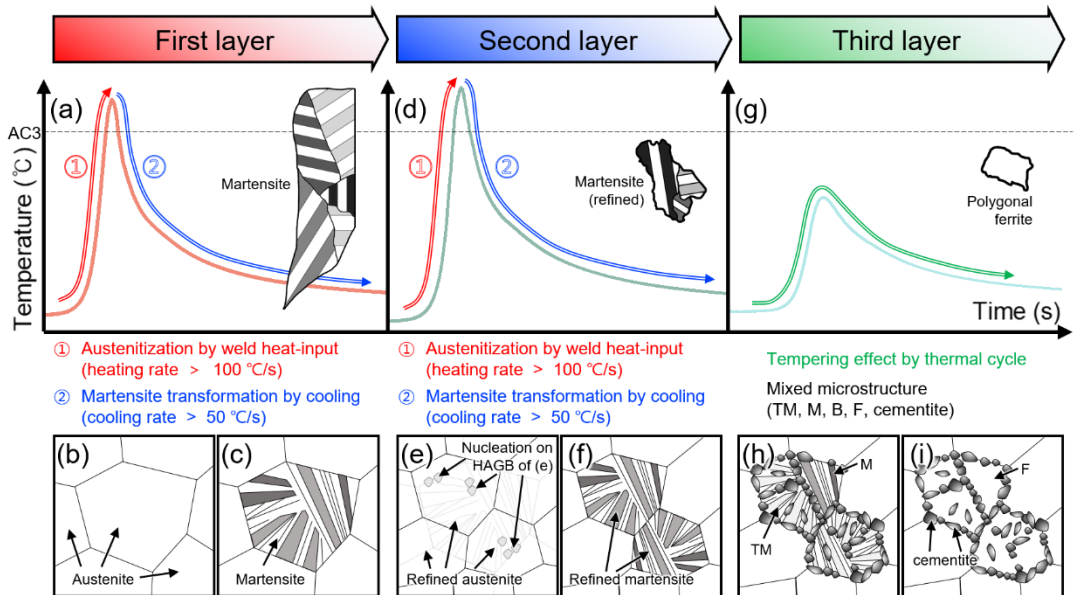 First layer
Second layer
Third layer
Temperature (℃)
AC3
(a)
①
②
Martensite
(d)
①
②
Martensite
(refined)
(g)
Polygonal
ferrite
Time (s)
① Austenitization by weld heat-input
(heating rate > 100 ℃/s)
② Martensite transformation by cooling
(cooling rate > 50 ℃/s)
① Austenitization by weld heat-input
(heating rate > 100 ℃/s)
② Martensite transformation by cooling
(cooling rate > 50 ℃/s)
Tempering effect by thermal cycle
Mixed microstructure
(TM, M, B, F, cementite)
(b)
Austenite
(c)
Martensite
(e)
Nucleation on
HAGB of (e)
Refined austenite
(f)
Refined martensite
(h)
M
TM
(i)
F
cementite